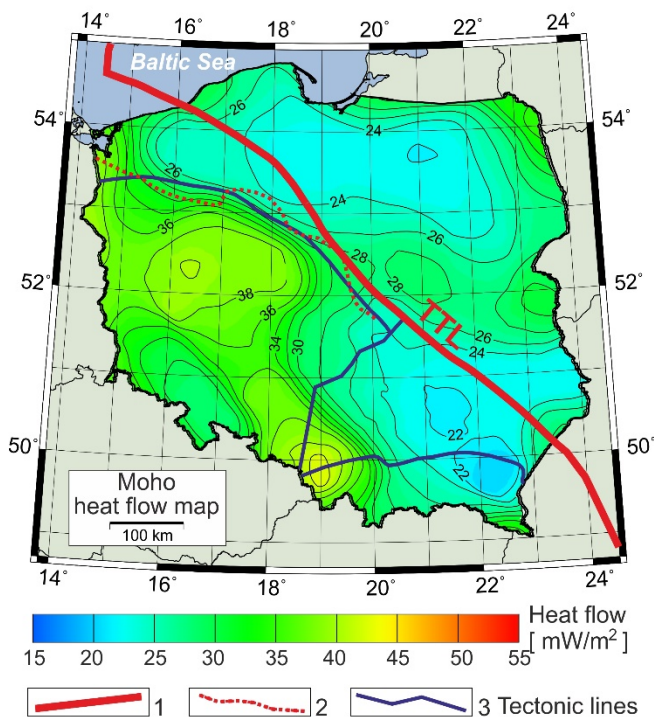 14˚ 16˚ 18˚ 20˚ 22˚ 24˚
Baltic Sea
54˚ 54˚
26 24
26
24 24
26
36 28
52˚ 52˚
38 28
TTL
36 26
34 30 24
22
50˚ 50˚
22
Moho
heat flow map
100 km
14˚ 16˚ 18˚ 20˚ 22˚ 24˚
Heat flow
[ mW/m² ]
15 20 25 30 35 40 45 50 55
1 2 3 Tectonic lines